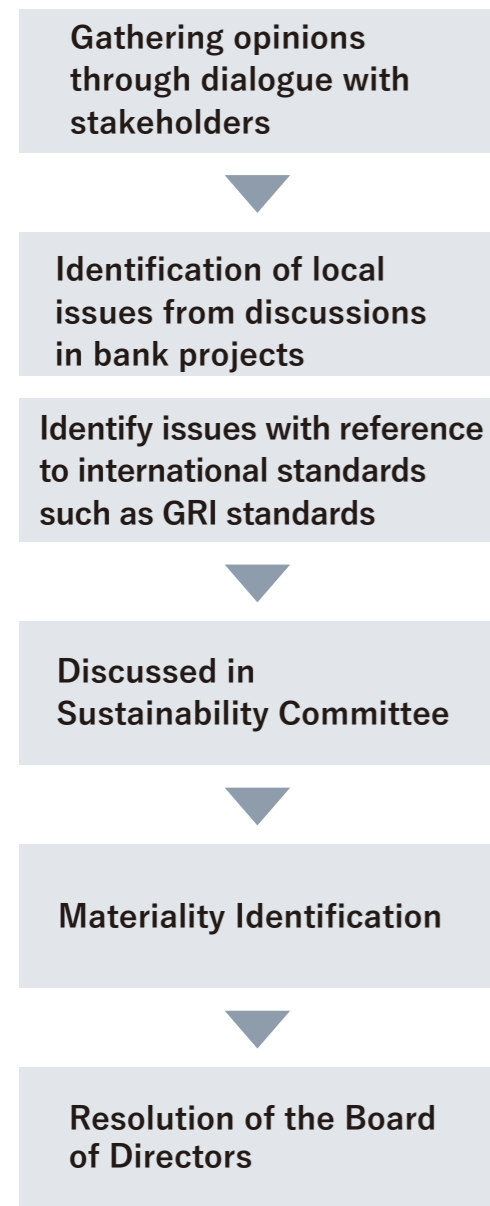 Gathering opinions
through dialogue with
stakeholders
Identification of local
issues from discussions
in bank projects
Identify issues with reference
to international standards
such as GRI standards
Discussed in
Sustainability Committee
Materiality Identification
Resolution of the Board
of Directors